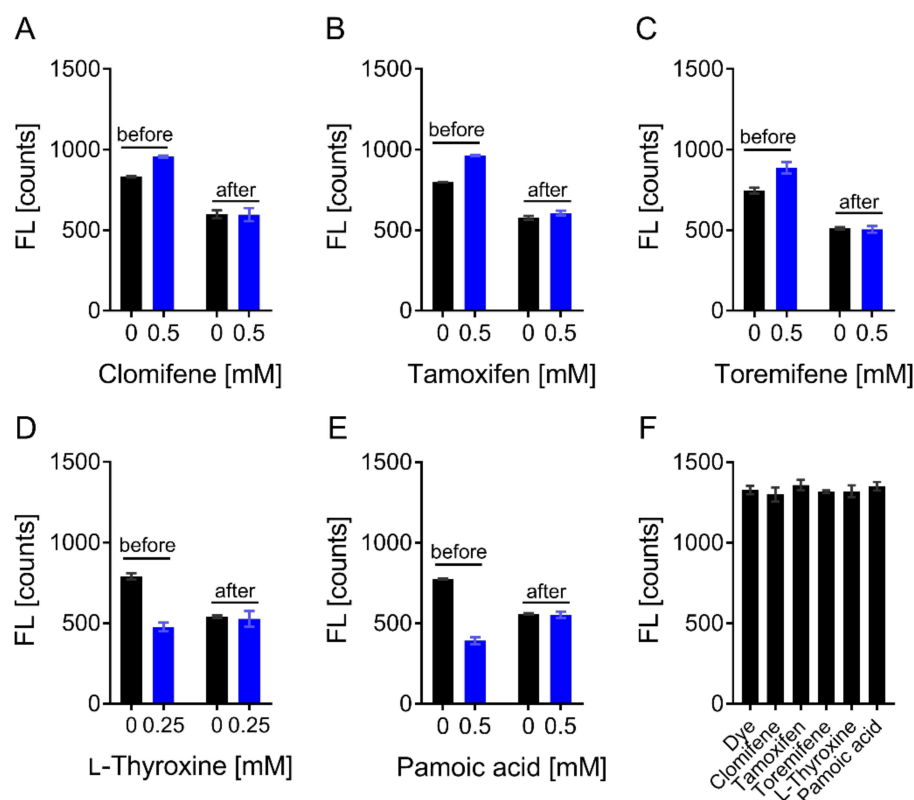 A
FL [counts]
1500
1000
500
0
before
after
0 0.5 0 0.5
Clomifene [mM]
B
FL [counts]
1500
1000
500
0
before
after
0 0.5 0 0.5
Tamoxifen [mM]
C
FL [counts]
1500
1000
500
0
before
after
0 0.5 0 0.5
Toremifene [mM]
D
FL [counts]
1500
1000
500
0
before
after
0 0.25 0 0.25
L-Thyroxine [mM]
E
FL [counts]
1500
1000
500
0
before
after
0 0.5 0 0.5
Pamoic acid [mM]
F
FL [counts]
1500
1000
500
0
Dye
Clomifene
Tamoxifen
Toremifene
L-Thyroxine
Pamoic acid